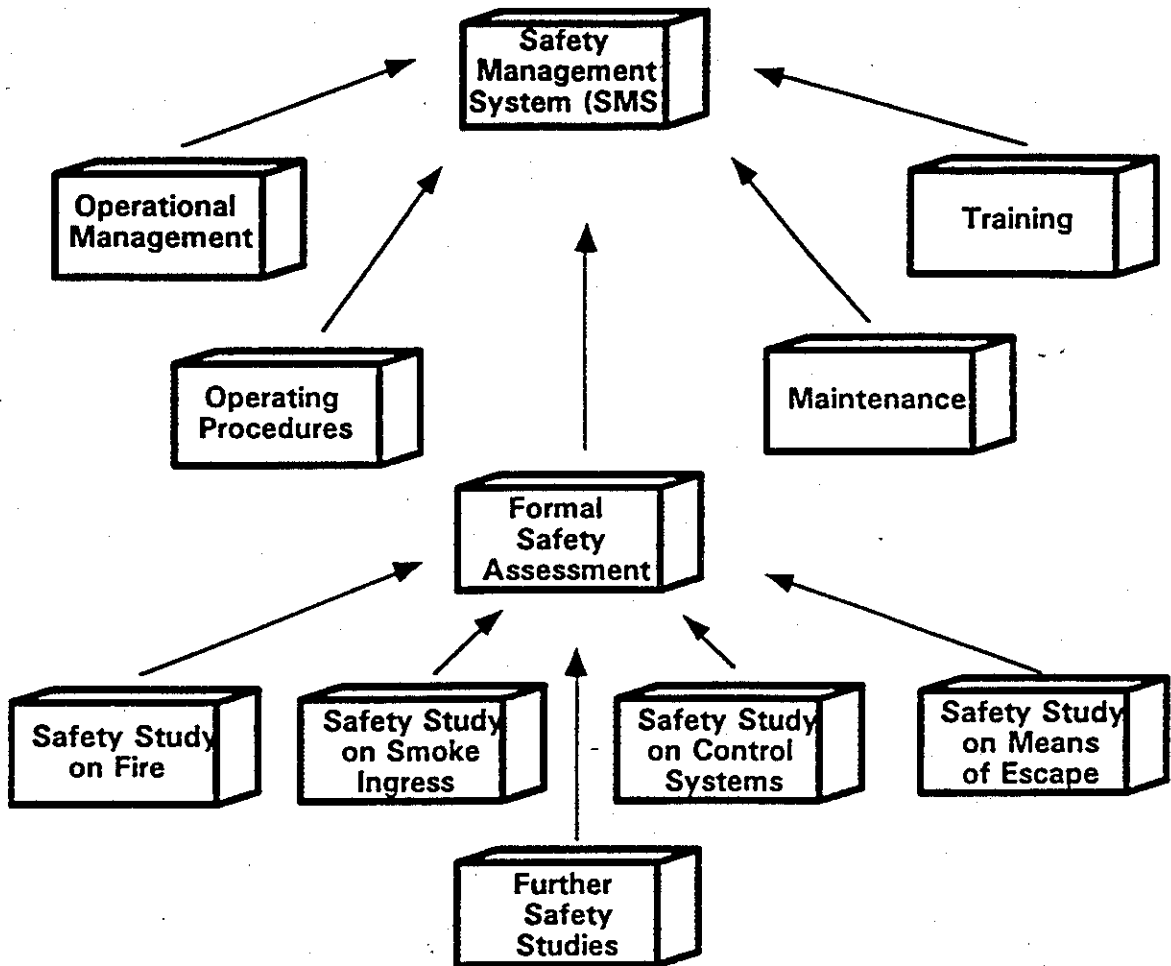 Safety
Management
System (SMS
Operational
Management
Training
Operating
Procedures
Maintenance
Formal
Safety
Assessment
Safety Study
on Fire
Safety Study
on Smoke
Ingress
Safety Study
on Control
Systems
Safety Study
on Means
of Escape
Further
Safety
Studies